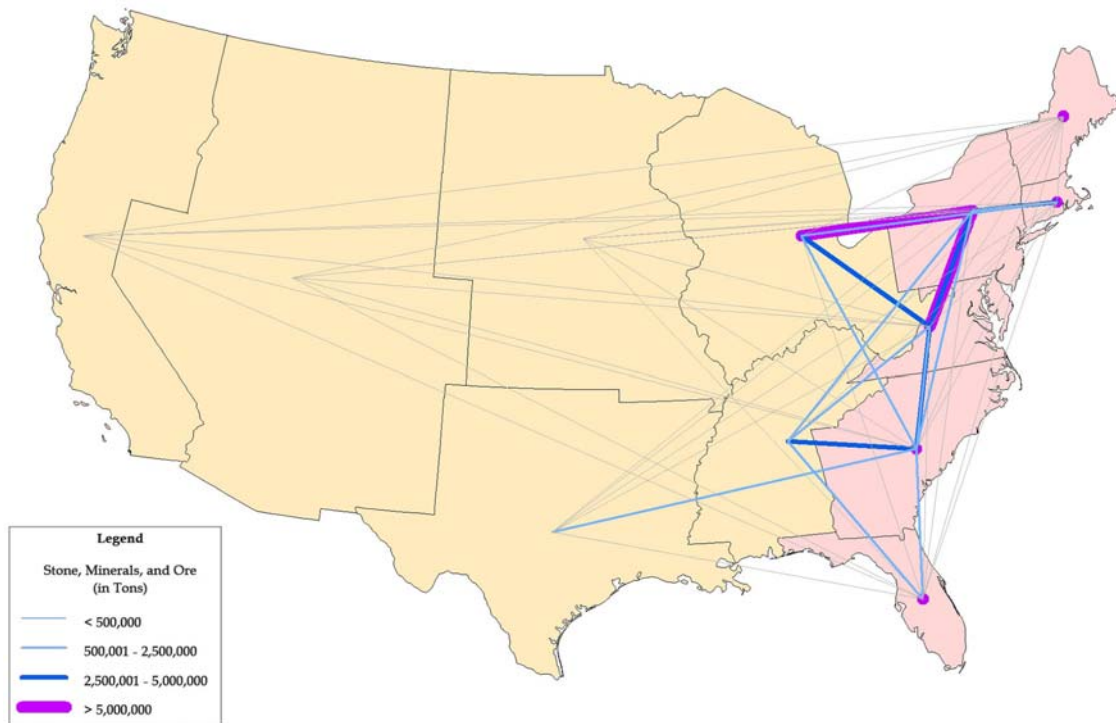 Legend
Stone, Minerals, and Ore
(in Tons)
< 500,000
500,001 - 2,500,000
2,500,001 - 5,000,000
> 5,000,000